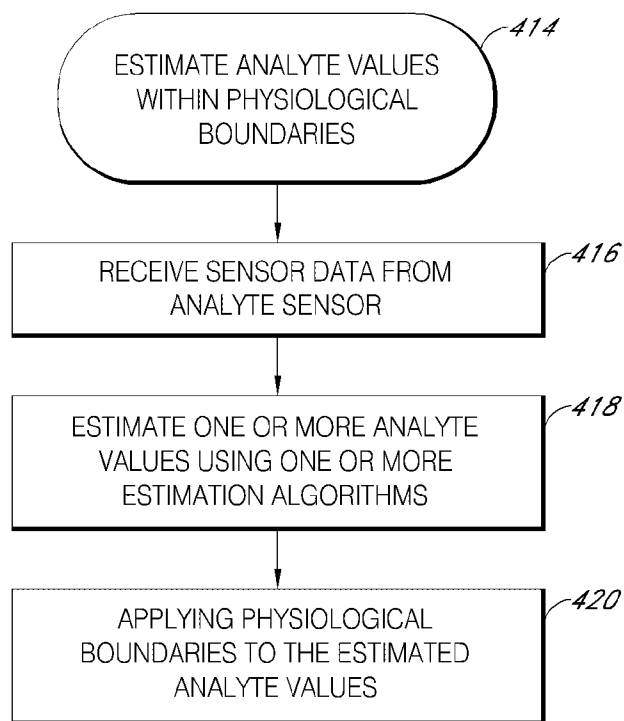 414
ESTIMATE ANALYTE VALUES
WITHIN PHYSIOLOGICAL
BOUNDARIES
416
RECEIVE SENSOR DATA FROM
ANALYTE SENSOR
418
ESTIMATE ONE OR MORE ANALYTE
VALUES USING ONE OR MORE
ESTIMATION ALGORITHMS
420
APPLYING PHYSIOLOGICAL
BOUNDARIES TO THE ESTIMATED
ANALYTE VALUES